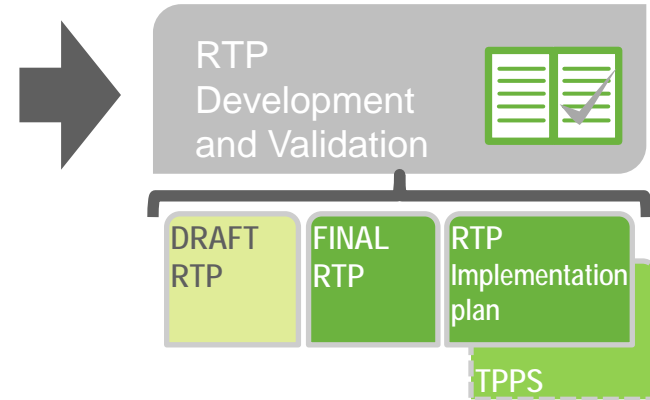 RTP
Development
and Validation
DRAFT
RTP
FINAL
RTP
RTP
Implementation
plan
TPPS